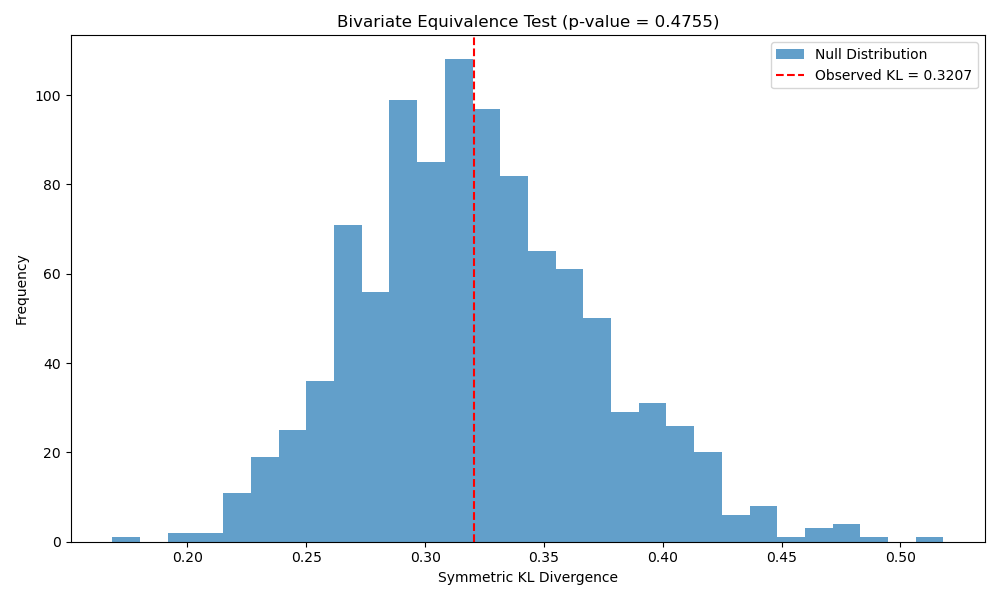 Bivariate Equivalence Test (p-value = 0.4755)
Null Distribution
Observed KL = 0.3207
Frequency
100
80
60
40
20
0
0.20 0.25 0.30 0.35 0.40 0.45 0.50
Symmetric KL Divergence